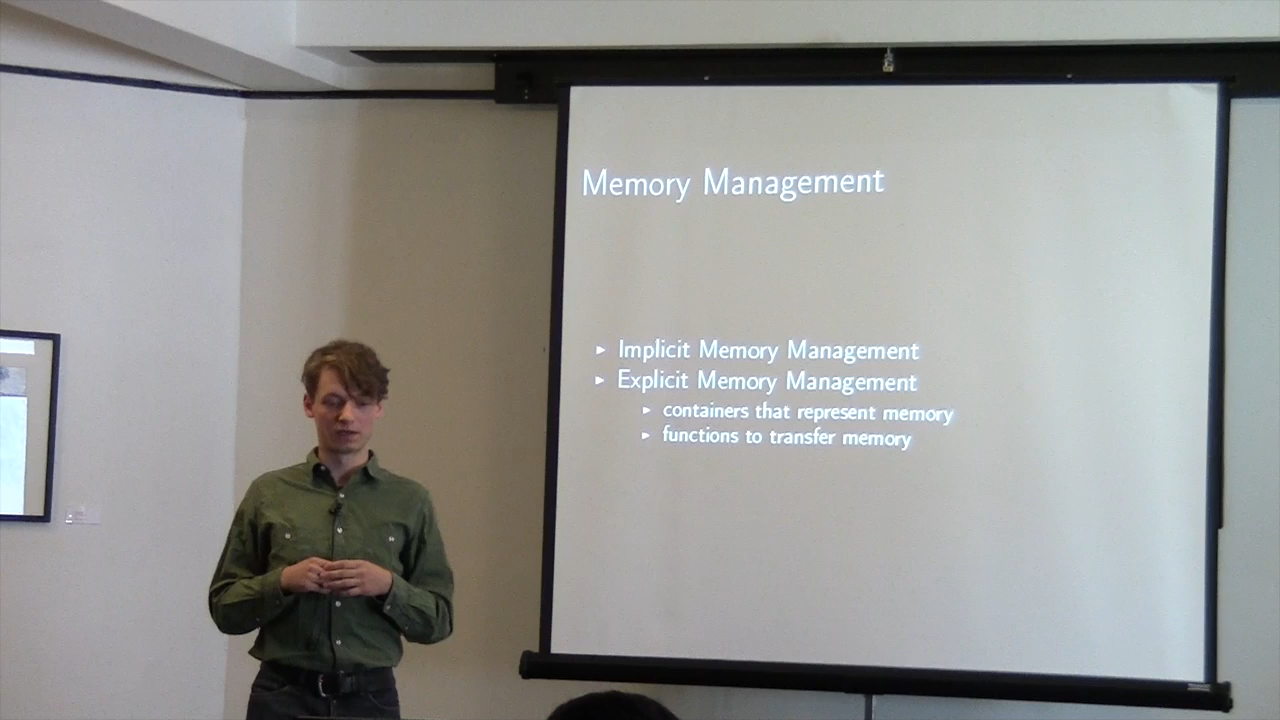 Memory Management
▸ Implicit Memory Management
▸ Explicit Memory Management
▸ containers that represent memory
▸ functions to transfer memory